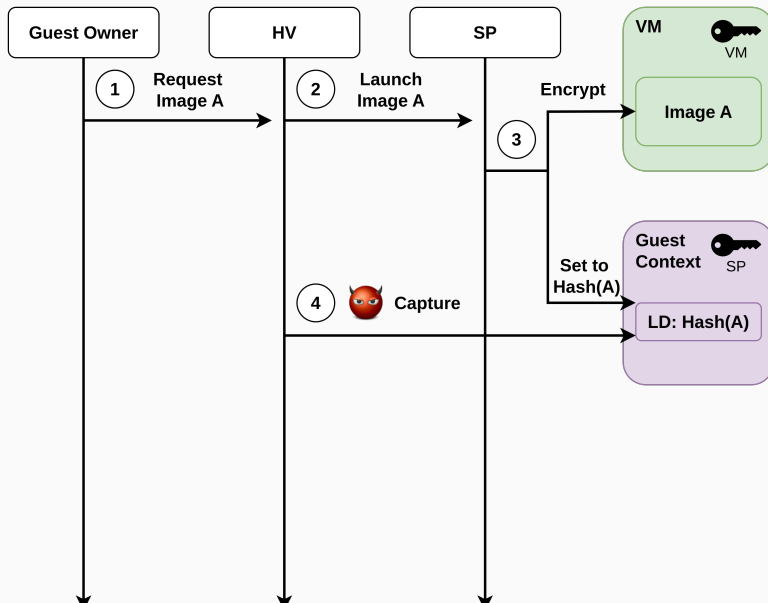 Guest Owner
HV
SP
VM
VM
1
Request
Image A
2
Launch
Image A
Encrypt
Image A
3
Guest
Context
SP
Set to
Hash(A)
4
Capture
LD: Hash(A)